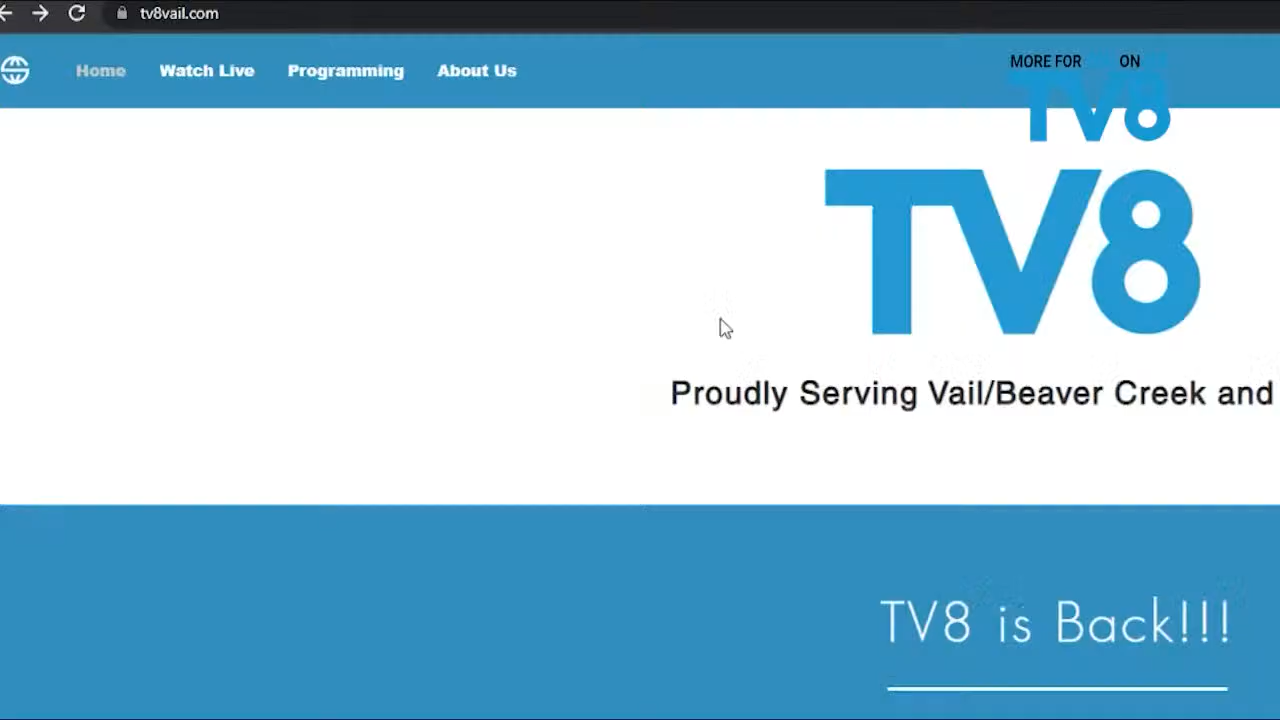 tv8vail.com
Home Watch Live Programming About Us
MORE FOR ON
TV8
TV8
Proudly Serving Vail/Beaver Creek and
TV8 is Back!!!